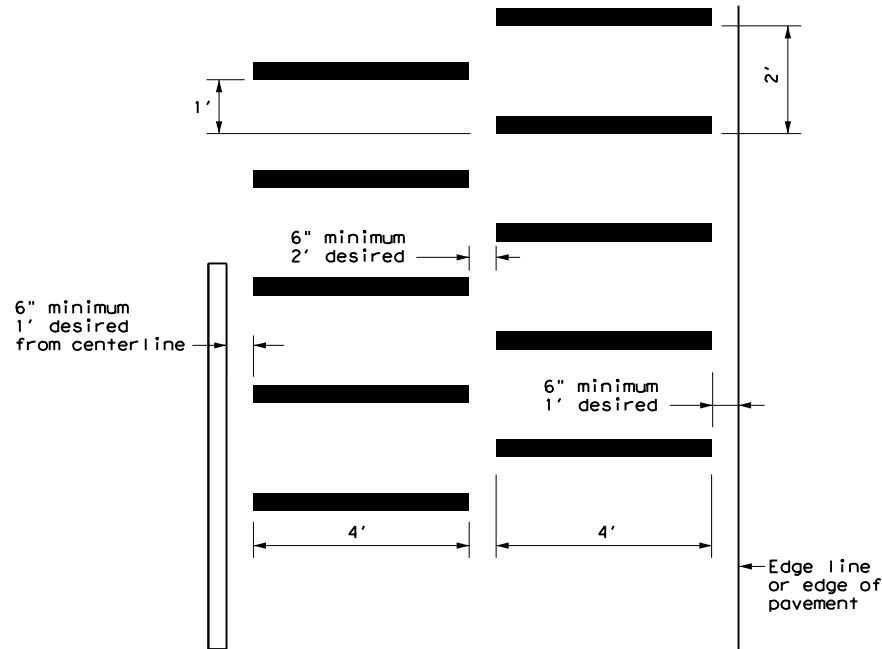 1'
2'
6" minimum
2' desired
6" minimum
1' desired
from centerline
6" minimum
1' desired
4'
4'
Edge line
or edge of
pavement